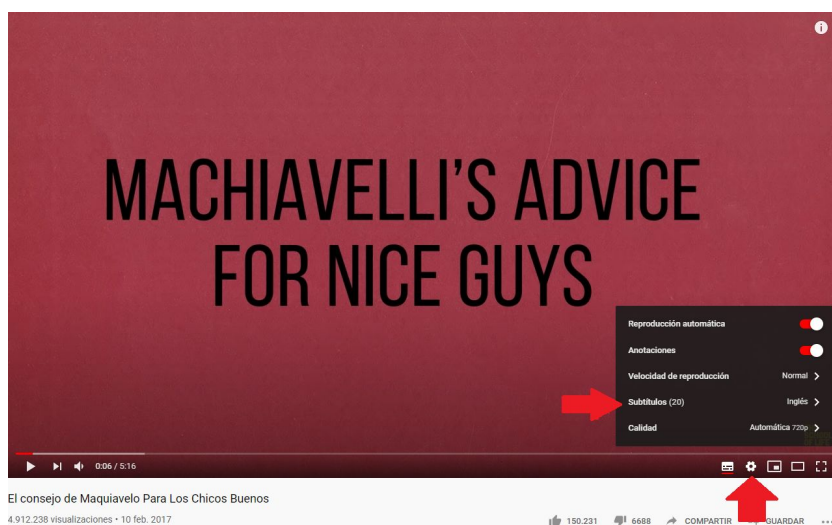 MACHIAVELLI'S ADVICE
FOR NICE GUYS
Reproducción automática
Anotaciones
Velocidad de reproducción Normal
Subtítulos (20) Inglés
Calidad Automática 720p
0:06 / 5:16
El consejo de Maquiavelo Para Los Chicos Buenos
4.912.238 visualizaciones • 10 feb. 2017 150.231 6688 COMPARTIR GUARDAR